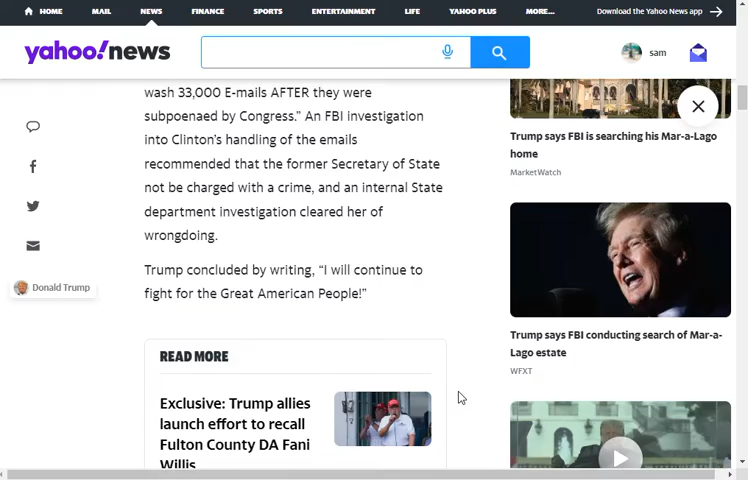 HOME
MAIL
NEWS
FINANCE
SPORTS
ENTERTAINMENT
LIFE
YAHOO PLUS
MORE...
Download the Yahoo News app
yahoo!news
sam
wash 33,000 E-mails AFTER they were
subpoenaed by Congress.” An FBI investigation
into Clinton’s handling of the emails
recommended that the former Secretary of State
not be charged with a crime, and an internal State
department investigation cleared her of
wrongdoing.
Trump concluded by writing, “I will continue to
fight for the Great American People!”
Donald Trump
READ MORE
Exclusive: Trump allies
launch effort to recall
Fulton County DA Fani
Willis
Trump says FBI is searching his Mar-a-Lago
home
MarketWatch
Trump says FBI conducting search of Mar-a-
Lago estate
WFXT